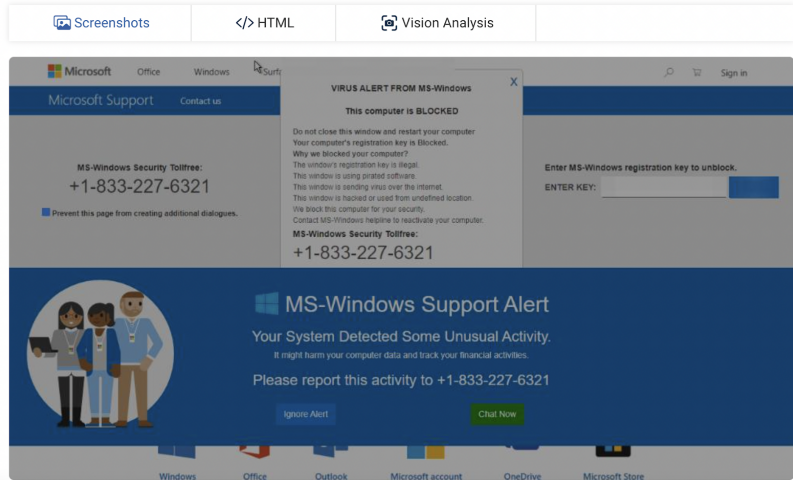 Screenshots
</> HTML
Vision Analysis
Microsoft Office Windows Surfa Sign in
Microsoft Support Contact us
X
VIRUS ALERT FROM MS-Windows
This computer is BLOCKED
Do not close this window and restart your computer
Your computer's registration key is Blocked.
Why we blocked your computer?
The window's registration key is illegal.
This window is using pirated software.
This window is sending virus over the internet.
This window is hacked or used from undefined location.
We block this computer for your security.
Contact MS-Windows helpline to reactivate your computer.
MS-Windows Security Tollfree:
+1-833-227-6321
MS-Windows Security Tollfree:
+1-833-227-6321
Prevent this page from creating additional dialogues.
Enter MS-Windows registration key to unblock.
ENTER KEY:
MS-Windows Support Alert
Your System Detected Some Unusual Activity.
It might harm your computer data and track your financial activities.
Please report this activity to +1-833-227-6321
Ignore Alert
Chat Now
Windows Office Outlook Microsoft account OneDrive Microsoft Store